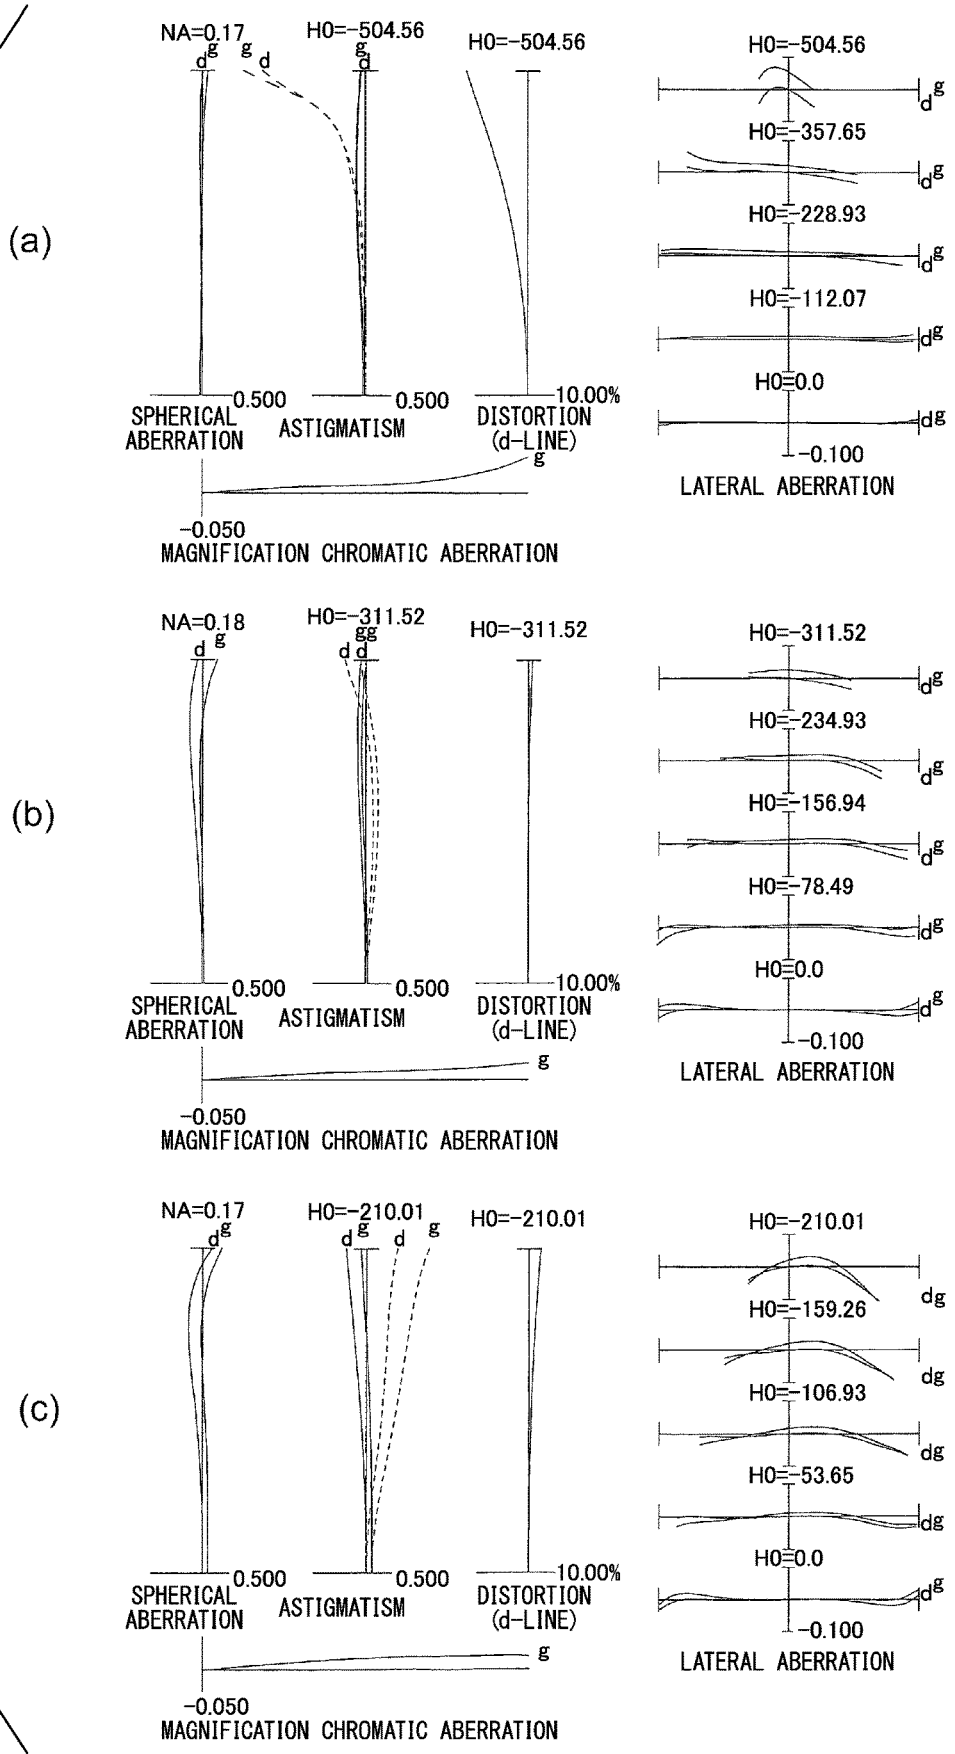 (a)
NA=0.17
d g
H0=-504.56
g d
g
d
H0=-504.56
0.500
SPHERICAL
ABERRATION
0.500
ASTIGMATISM
10.00%
DISTORTION
(d-LINE)
g
-0.050
MAGNIFICATION CHROMATIC ABERRATION
H0=-504.56
d g
H0=-357.65
d g
H0=-228.93
d g
H0=-112.07
d g
H0=0.0
d g
-0.100
LATERAL ABERRATION
(b)
NA=0.18
d g
H0=-311.52
gg
d d
H0=-311.52
0.500
SPHERICAL
ABERRATION
0.500
ASTIGMATISM
10.00%
DISTORTION
(d-LINE)
g
-0.050
MAGNIFICATION CHROMATIC ABERRATION
H0=-311.52
d g
H0=-234.93
d g
H0=-156.94
d g
H0=-78.49
d g
H0=0.0
d g
-0.100
LATERAL ABERRATION
(c)
NA=0.17
d g
H0=-210.01
d g d g
H0=-210.01
0.500
SPHERICAL
ABERRATION
0.500
ASTIGMATISM
10.00%
DISTORTION
(d-LINE)
g
-0.050
MAGNIFICATION CHROMATIC ABERRATION
H0=-210.01
dg
H0=-159.26
dg
H0=-106.93
dg
H0=-53.65
dg
H0=0.0
d g
-0.100
LATERAL ABERRATION